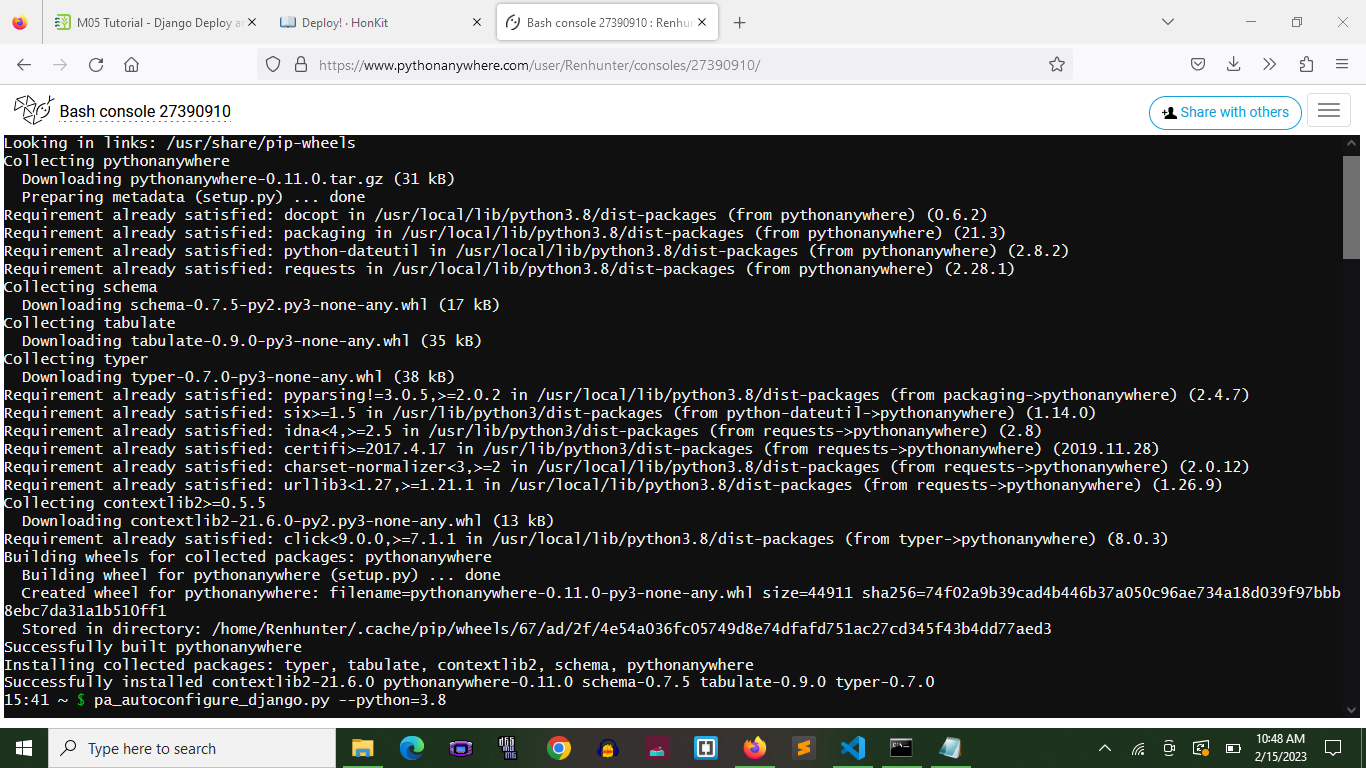 M05 Tutorial - Django Deploy a
Deploy! · HonKit
Bash console 27390910 : Renhun
https://www.pythonanywhere.com/user/Renhunter/consoles/27390910/
Bash console 27390910
Share with others
Looking in links: /usr/share/pip-wheels
Collecting pythonanywhere
  Downloading pythonanywhere-0.11.0.tar.gz (31 kB)
  Preparing metadata (setup.py) ... done
Requirement already satisfied: docopt in /usr/local/lib/python3.8/dist-packages (from pythonanywhere) (0.6.2)
Requirement already satisfied: packaging in /usr/local/lib/python3.8/dist-packages (from pythonanywhere) (21.3)
Requirement already satisfied: python-dateutil in /usr/local/lib/python3.8/dist-packages (from pythonanywhere) (2.8.2)
Requirement already satisfied: requests in /usr/local/lib/python3.8/dist-packages (from pythonanywhere) (2.28.1)
Collecting schema
  Downloading schema-0.7.5-py2.py3-none-any.whl (17 kB)
Collecting tabulate
  Downloading tabulate-0.9.0-py3-none-any.whl (35 kB)
Collecting typer
  Downloading typer-0.7.0-py3-none-any.whl (38 kB)
Requirement already satisfied: pyparsing!=3.0.5,>=2.0.2 in /usr/local/lib/python3.8/dist-packages (from packaging->pythonanywhere) (2.4.7)
Requirement already satisfied: six>=1.5 in /usr/lib/python3/dist-packages (from python-dateutil->pythonanywhere) (1.14.0)
Requirement already satisfied: idna<4,>=2.5 in /usr/lib/python3/dist-packages (from requests->pythonanywhere) (2.8)
Requirement already satisfied: certifi>=2017.4.17 in /usr/lib/python3/dist-packages (from requests->pythonanywhere) (2019.11.28)
Requirement already satisfied: charset-normalizer<3,>=2 in /usr/local/lib/python3.8/dist-packages (from requests->pythonanywhere) (2.0.12)
Requirement already satisfied: urllib3<1.27,>=1.21.1 in /usr/local/lib/python3.8/dist-packages (from requests->pythonanywhere) (1.26.9)
Collecting contextlib2>=0.5.5
  Downloading contextlib2-21.6.0-py2.py3-none-any.whl (13 kB)
Requirement already satisfied: click<9.0.0,>=7.1.1 in /usr/local/lib/python3.8/dist-packages (from typer->pythonanywhere) (8.0.3)
Building wheels for collected packages: pythonanywhere
  Building wheel for pythonanywhere (setup.py) ... done
  Created wheel for pythonanywhere: filename=pythonanywhere-0.11.0-py3-none-any.whl size=44911 sha256=74f02a9b39cad4b446b37a050c96ae734a18d039f97bbb
8ebc7da31a1b510ff1
  Stored in directory: /home/Renhunter/.cache/pip/wheels/67/ad/2f/4e54a036fc05749d8e74dfafd751ac27cd345f43b4dd77aed3
Successfully built pythonanywhere
Installing collected packages: typer, tabulate, contextlib2, schema, pythonanywhere
Successfully installed contextlib2-21.6.0 pythonanywhere-0.11.0 schema-0.7.5 tabulate-0.9.0 typer-0.7.0
15:41 ~ $ pa_autoconfigure_django.py --python=3.8
Type here to search
10:48 AM
2/15/2023